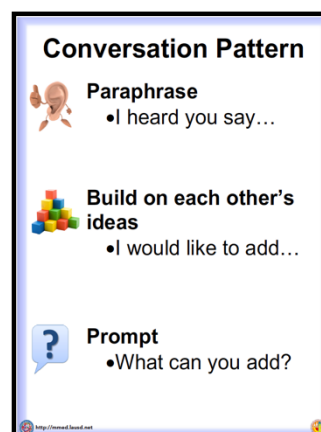 Conversation Pattern
Paraphrase
•I heard you say…
Build on each other’s
ideas
•I would like to add…
?
Prompt
•What can you add?
http://mmed.lausd.net